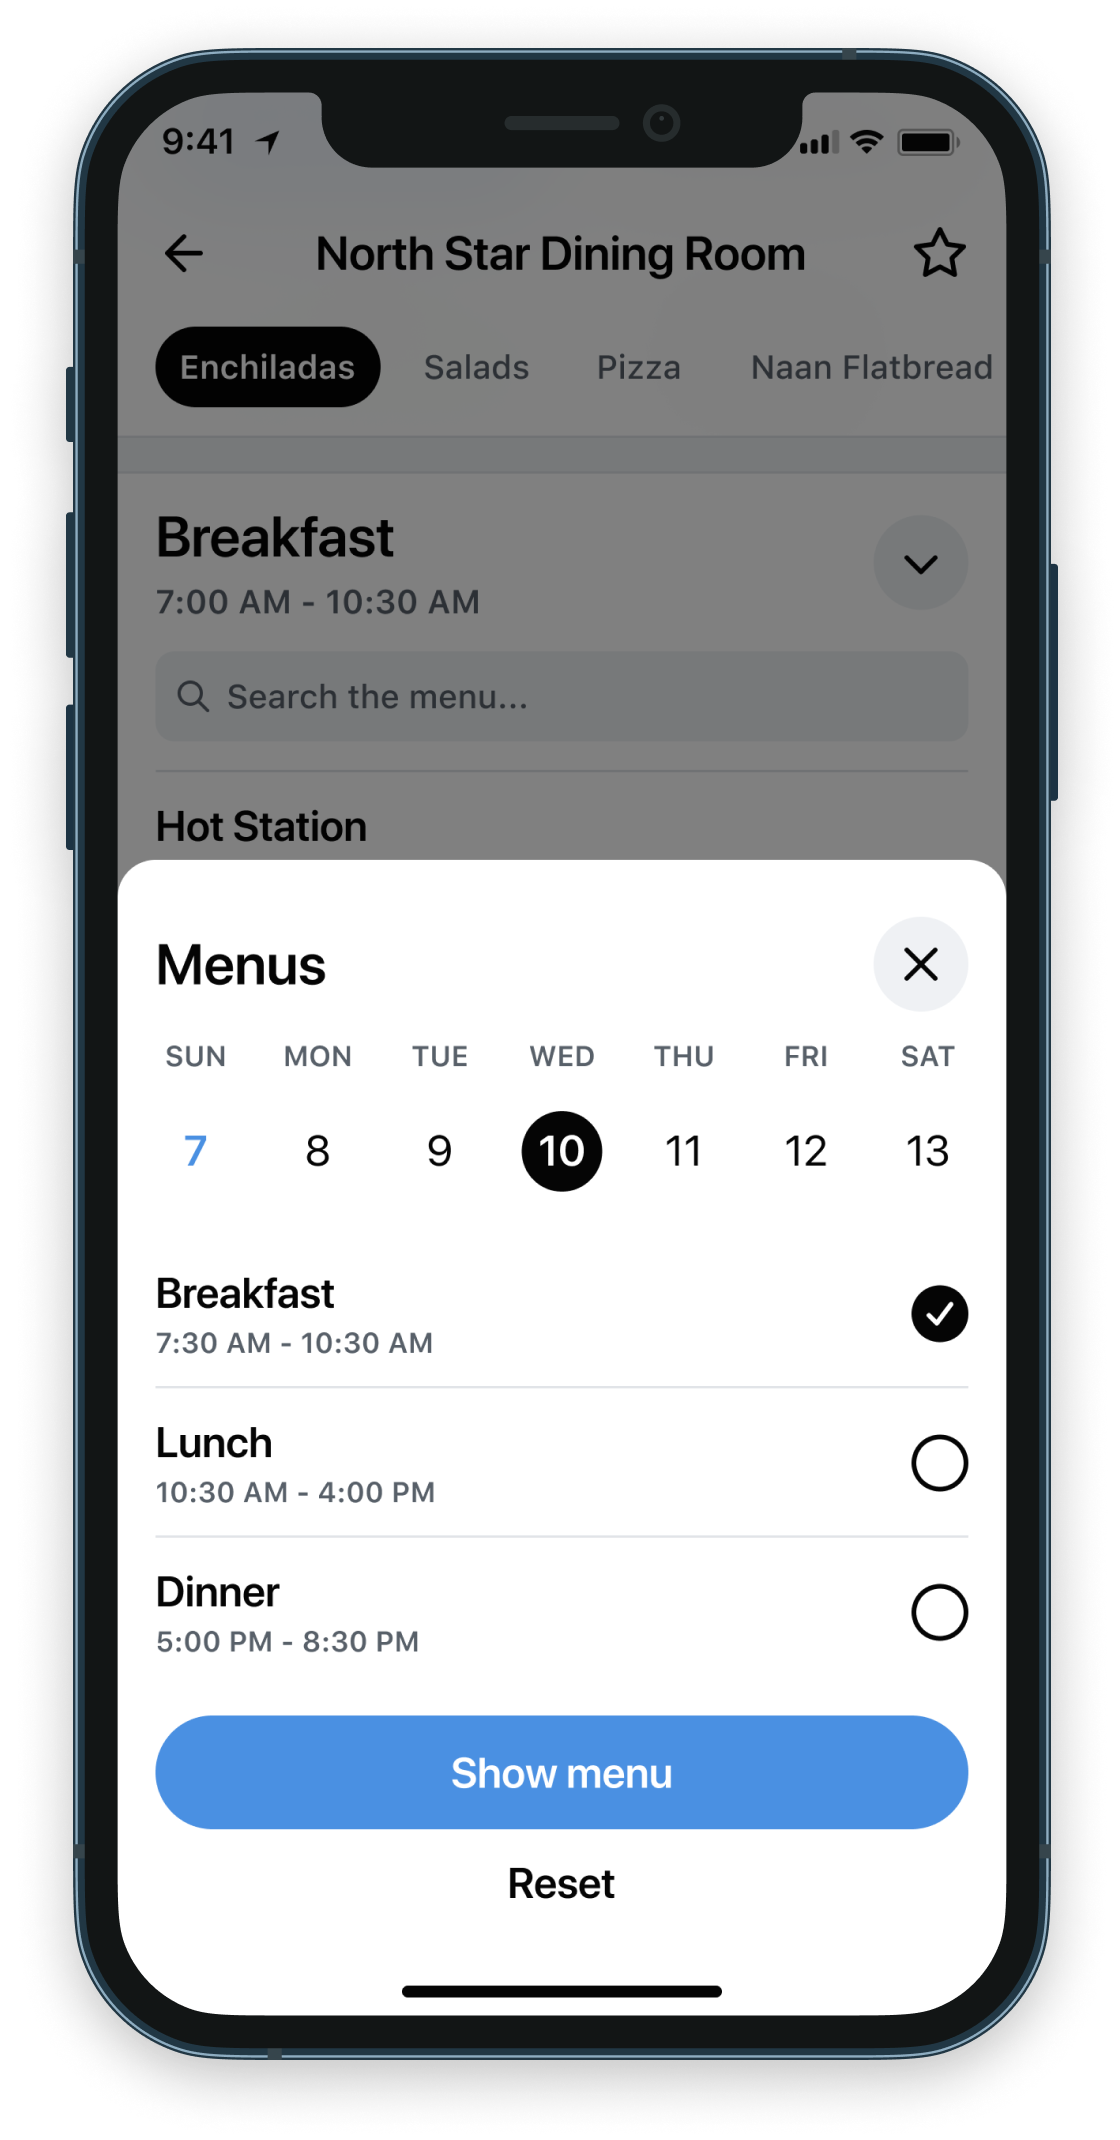 9:41
North Star Dining Room
Enchiladas Salads Pizza Naan Flatbread
Breakfast
7:00 AM - 10:30 AM
Search the menu...
Hot Station
Menus
SUN MON TUE WED THU FRI SAT
7 8 9 10 11 12 13
Breakfast
7:30 AM - 10:30 AM
Lunch
10:30 AM - 4:00 PM
Dinner
5:00 PM - 8:30 PM
Show menu
Reset